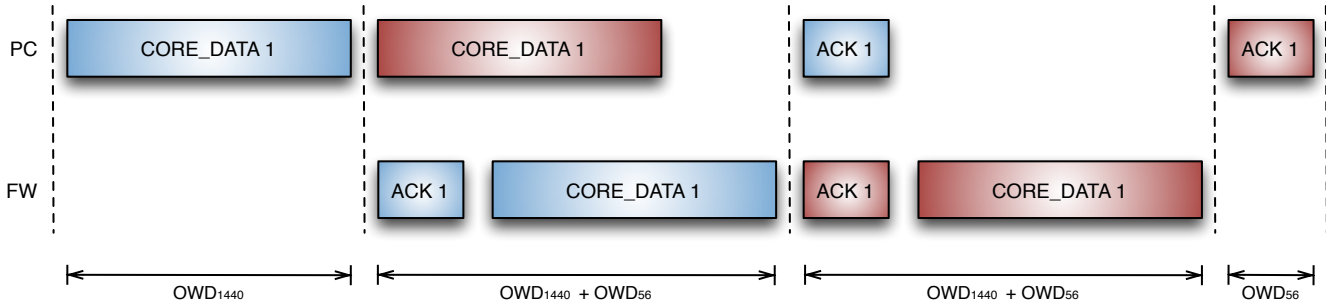 PC CORE_DATA 1 CORE_DATA 1 ACK 1 ACK 1
FW ACK 1 CORE_DATA 1 ACK 1 CORE_DATA 1
OWD1440 OWD1440 + OWD56 OWD1440 + OWD56 OWD56